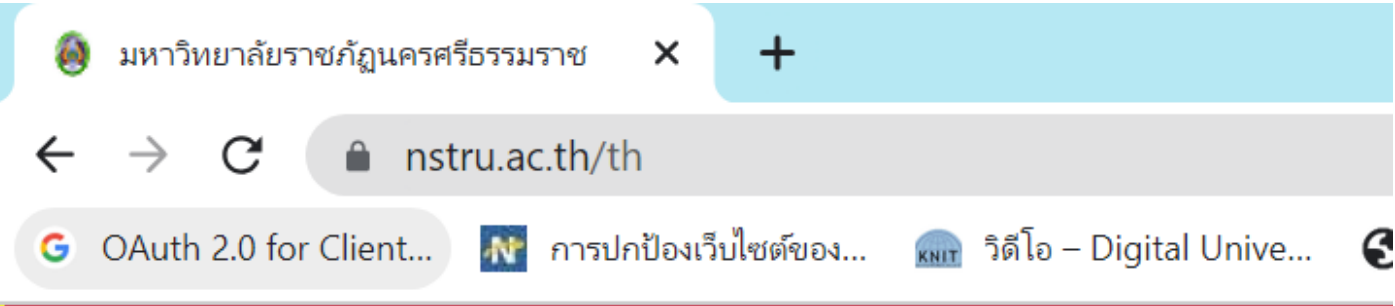 มหาวิทยาลัยราชภัฏนครศรีธรรมราช
nstru.ac.th/th
OAuth 2.0 for Client... การปกป้องเว็บไซต์ของ... KNIT วิดีโอ – Digital Unive...